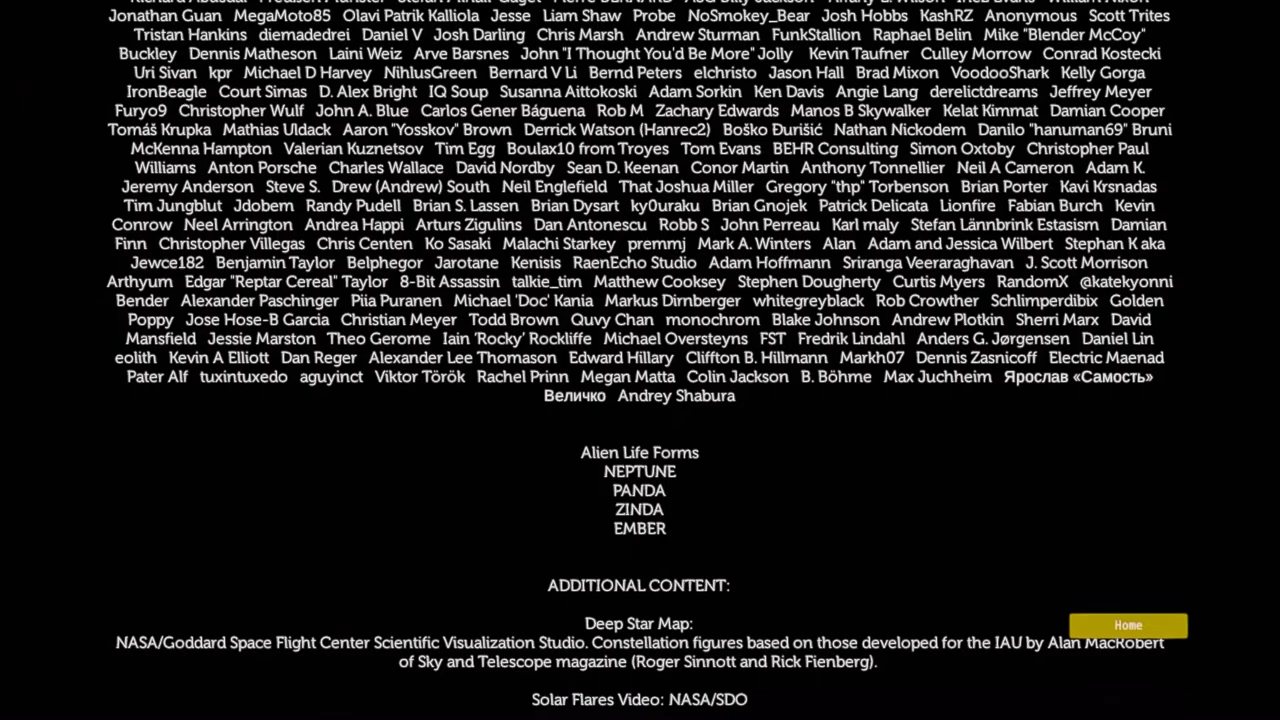 Jonathan Guan MegaMoto85 Olavi Patrik Kalliola Jesse Liam Shaw Probe NoSmokey_Bear Josh Hobbs KashRZ Anonymous Scott Trites
Tristan Hankins diemadedrei Daniel V Josh Darling Chris Marsh Andrew Sturman FunkStallion Raphael Belin Mike "Blender McCoy"
Buckley Dennis Matheson Laini Weiz Arve Barsnes John "I Thought You'd Be More" Jolly Kevin Taufner Culley Morrow Conrad Kostecki
Uri Sivan kpr Michael D Harvey NihlusGreen Bernard V Li Bernd Peters elchristo Jason Hall Brad Mixon VoodooShark Kelly Gorga
IronBeagle Court Simas D. Alex Bright IQ Soup Susanna Aittokoski Adam Sorkin Ken Davis Angie Lang derelictdreams Jeffrey Meyer
Furyo9 Christopher Wulf John A. Blue Carlos Gener Báguena Rob M Zachary Edwards Manos B Skywalker Kelat Kimmat Damian Cooper
Tomáš Krupka Mathias Uldack Aaron "Yosskov" Brown Derrick Watson (Hanrec2) Boško Đurišić Nathan Nickodem Danilo "hanuman69" Bruni
McKenna Hampton Valerian Kuznetsov Tim Egg Boulax10 from Troyes Tom Evans BEHR Consulting Simon Oxtoby Christopher Paul
Williams Anton Porsche Charles Wallace David Nordby Sean D. Keenan Conor Martin Anthony Tonnellier Neil A Cameron Adam K.
Jeremy Anderson Steve S. Drew (Andrew) South Neil Englefield That Joshua Miller Gregory "thp" Torbenson Brian Porter Kavi Krsnadas
Tim Jungblut Jdobem Randy Pudell Brian S. Lassen Brian Dysart ky0uraku Brian Gnojek Patrick Delicata Lionfire Fabian Burch Kevin
Conrow Neel Arrington Andrea Happi Arturs Zigulins Dan Antonescu Robb S John Perreau Karl maly Stefan Lännbrink Estasism Damian
Finn Christopher Villegas Chris Centen Ko Sasaki Malachi Starkey premmj Mark A. Winters Alan Adam and Jessica Wilbert Stephan K aka
Jewce182 Benjamin Taylor Belphegor Jarotane Kenisis RaenEcho Studio Adam Hoffmann Sriranga Veeraraghavan J. Scott Morrison
Arthyum Edgar "Reptar Cereal" Taylor 8-Bit Assassin talkie_tim Matthew Cooksey Stephen Dougherty Curtis Myers RandomX @katekyonni
Bender Alexander Paschinger Piia Puranen Michael 'Doc' Kania Markus Dirnberger whitegreyblack Rob Crowther Schlimperdibix Golden
Poppy Jose Hose-B Garcia Christian Meyer Todd Brown Quvy Chan monochrom Blake Johnson Andrew Plotkin Sherri Marx David
Mansfield Jessie Marston Theo Gerome Iain ‘Rocky’ Rockliffe Michael Oversteyns FST Fredrik Lindahl Anders G. Jørgensen Daniel Lin
eolith Kevin A Elliott Dan Reger Alexander Lee Thomason Edward Hillary Cliffton B. Hillmann Markh07 Dennis Zasnicoff Electric Maenad
Pater Alf tuxintuxedo aguyinct Viktor Török Rachel Prinn Megan Matta Colin Jackson B. Böhme Max Juchheim Ярослав «Самость»
Величко Andrey Shabura
Alien Life Forms
NEPTUNE
PANDA
ZINDA
EMBER
ADDITIONAL CONTENT:
Deep Star Map:
Home
NASA/Goddard Space Flight Center Scientific Visualization Studio. Constellation figures based on those developed for the IAU by Alan MacRobert
of Sky and Telescope magazine (Roger Sinnott and Rick Fienberg).
Solar Flares Video: NASA/SDO